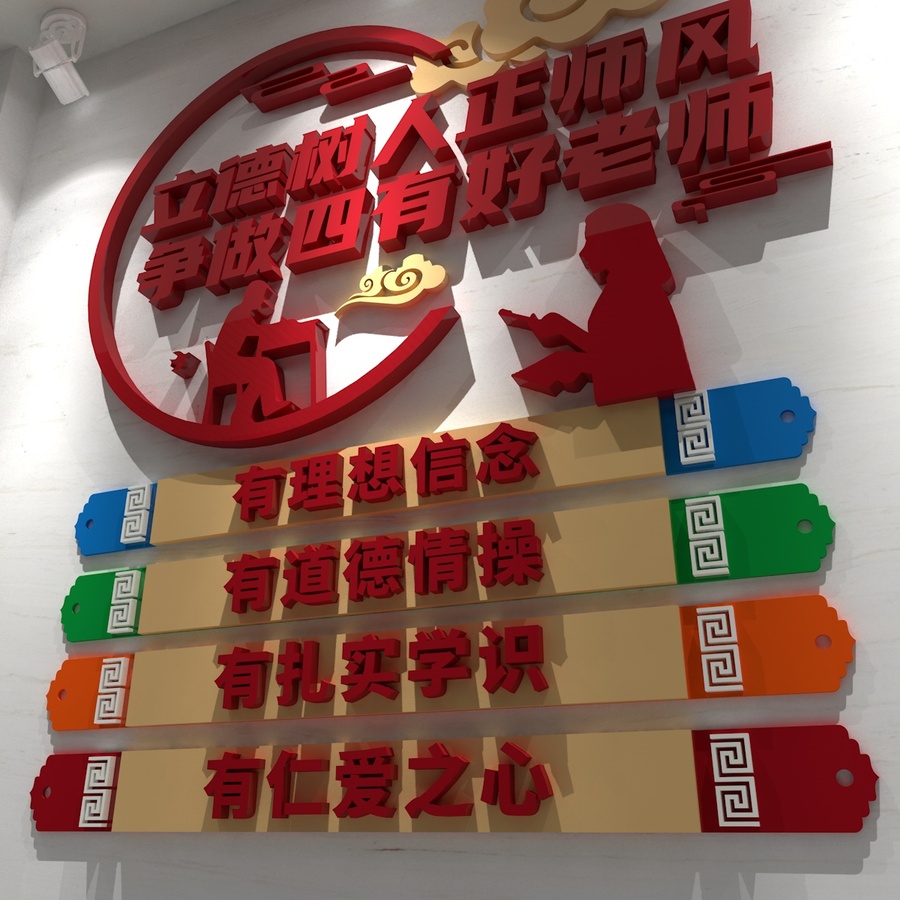 立德树人正师风
争做四有好老师
有理想信念
有道德情操
有扎实学识
有仁爱之心